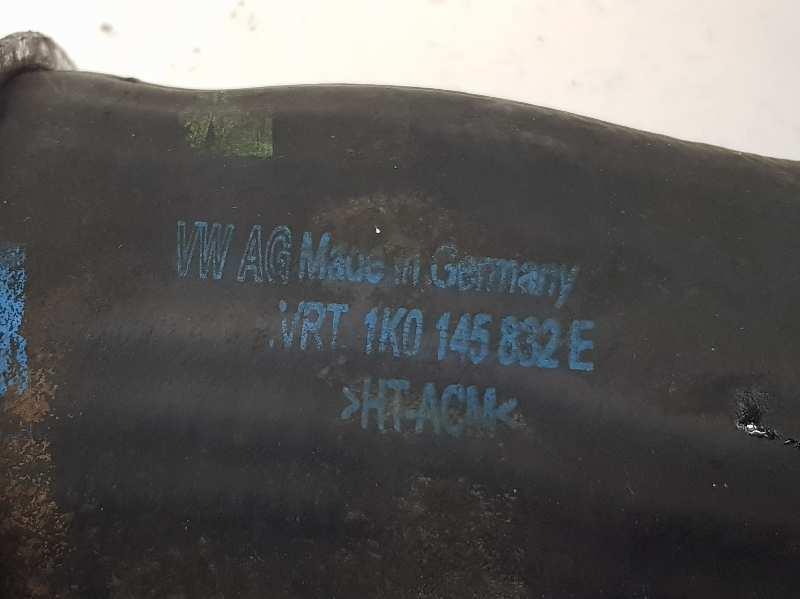 VW AG Made in Germany
.VRT 1K0 145 832 E
>HT-ACM<